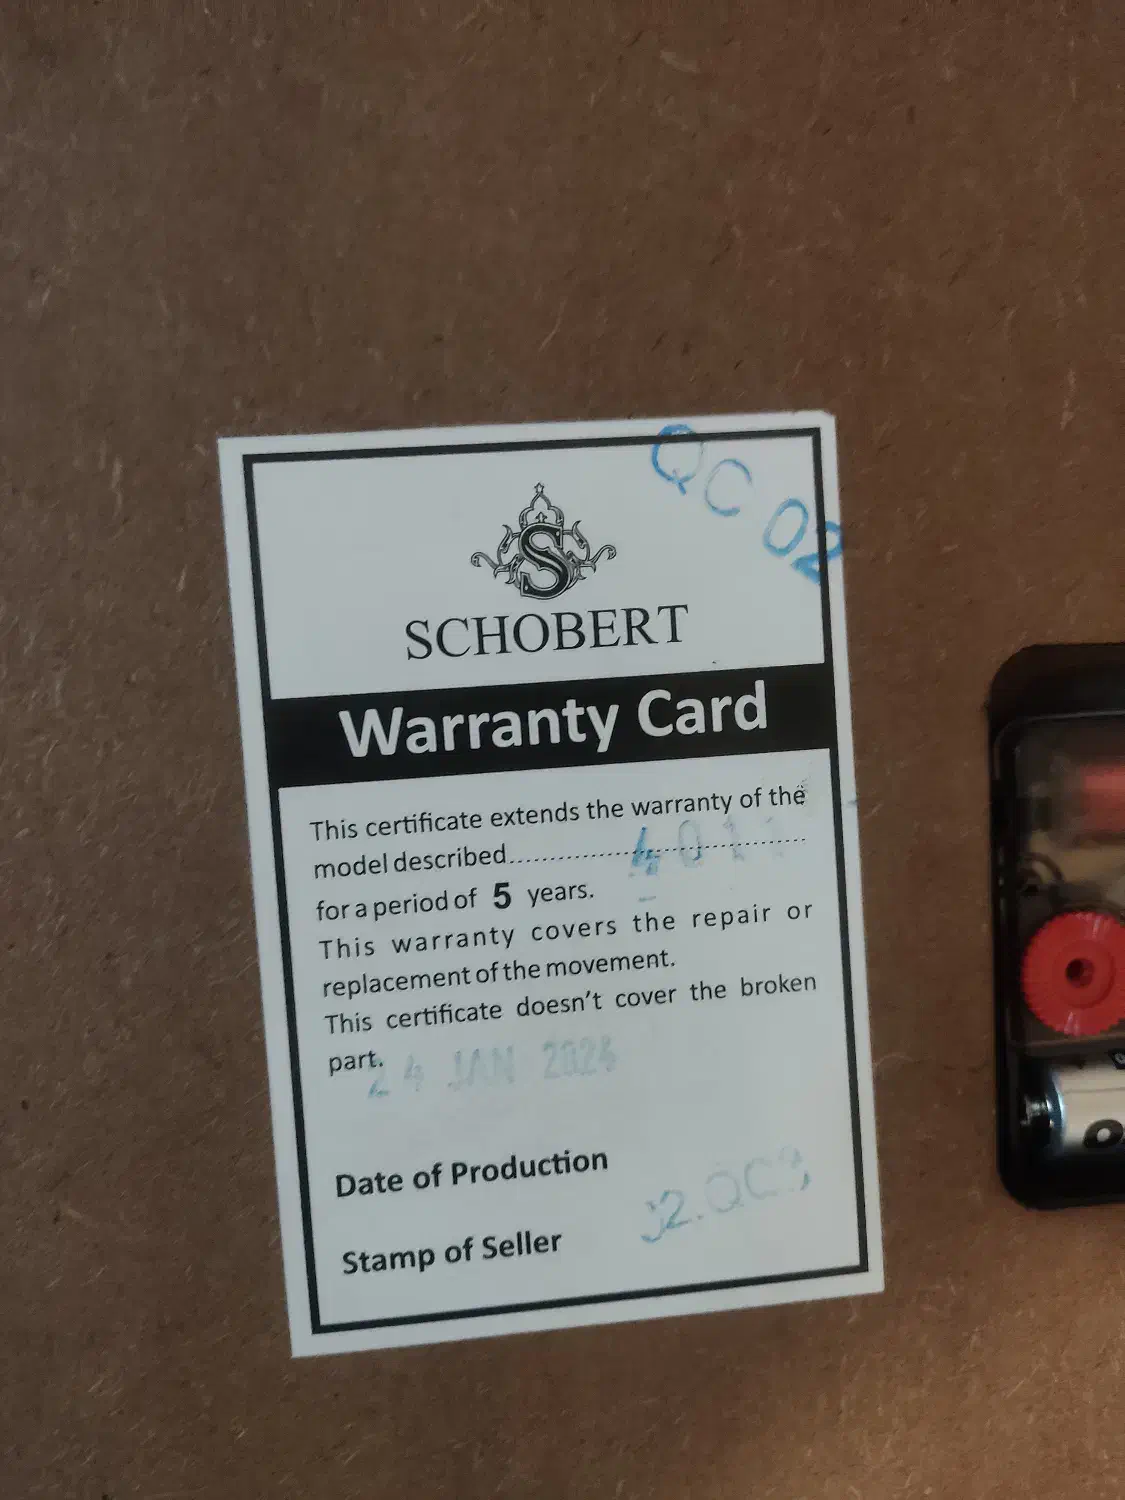 QC 02
S
SCHOBERT
Warranty Card
This certificate extends the warranty of the
model described........................................
for a period of 5 years.
This warranty covers the repair or
replacement of the movement.
This certificate doesn't cover the broken
part.
24 JAN 2024
Date of Production
Stamp of Seller